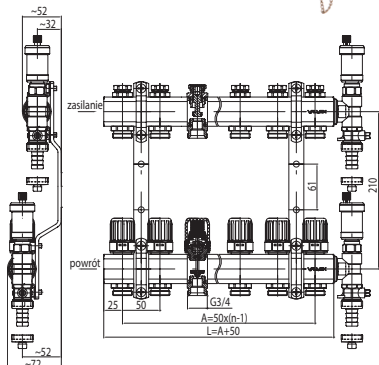 ~52
~32
zasilanie
61
210
powrót
G3/4
25 50
A=50x(n-1)
L=A+50
~52
~72